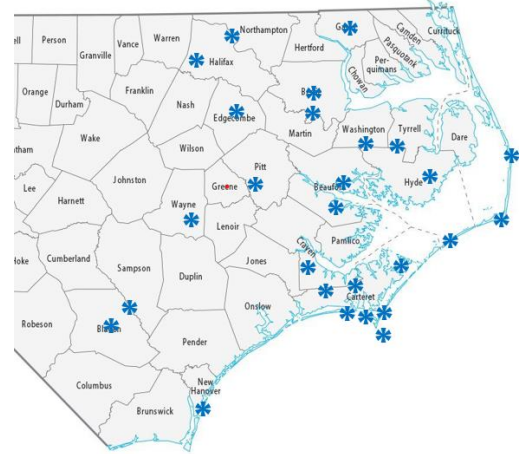 Northampton
Camden
Currituck
Pasquotank
Person
Vance
Warren
Granville
Hertford
Per-
quimans
Halifax
Chowan
Franklin
Nash
Orange
Durham
Edgecombe
Martin
Washington
Tyrrell
Dare
Wake
Wilson
Pitt
Greene
Beaufort
Hyde
Lee
Johnston
Harnett
Wayne
Lenoir
Craven
Pamlico
Jones
Cumberland
Sampson
Duplin
Carteret
Onslow
Robeson
Pender
Columbus
New
Hanover
Brunswick